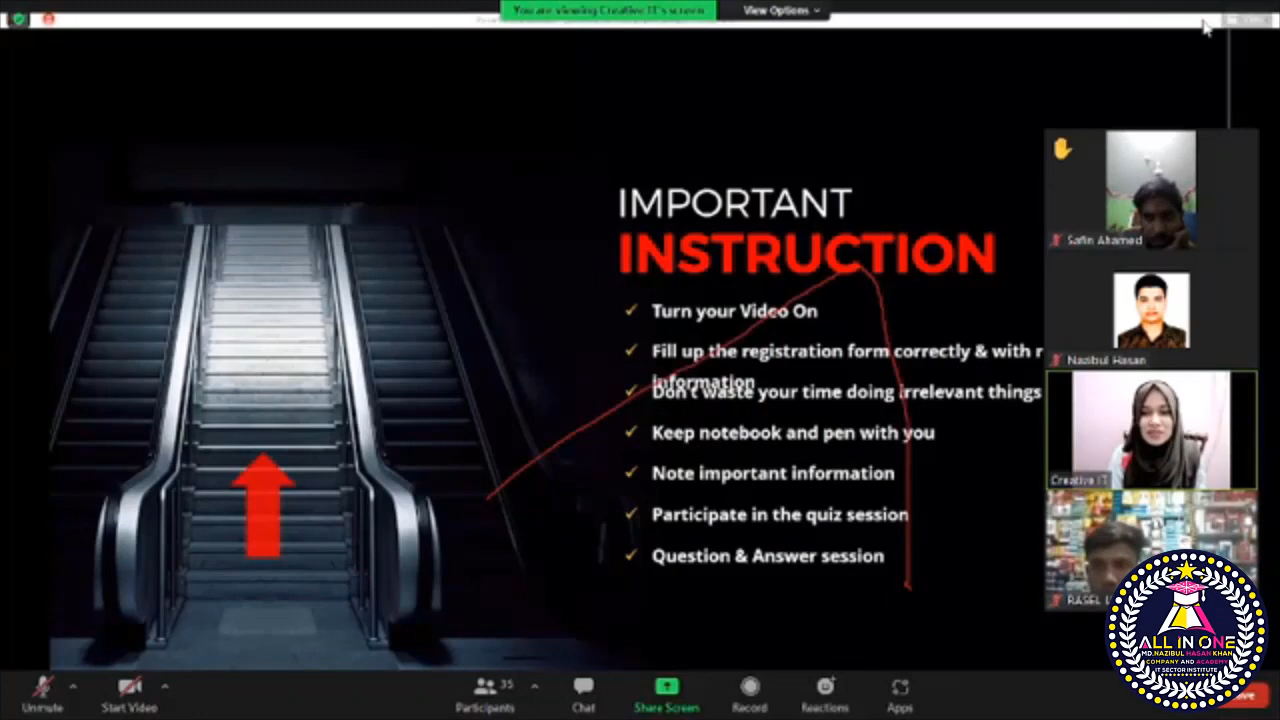 You are viewing Creative IT's screen
View Options
IMPORTANT
INSTRUCTION
Turn your Video On
Fill up the registration form correctly & with r
information
Don't waste your time doing irrelevant things
Keep notebook and pen with you
Note important information
Participate in the quiz session
Question & Answer session
Safin Ahamed
Nazibul Hasan
Creative IT
RASEL
ALL IN ONE
MD.NAZIBUL HASAN KHAN
COMPANY AND ACADEMY
IT SECTOR INSTITUTE
Unmute
Start Video
35
Participants
Chat
Share Screen
Record
Reactions
Apps